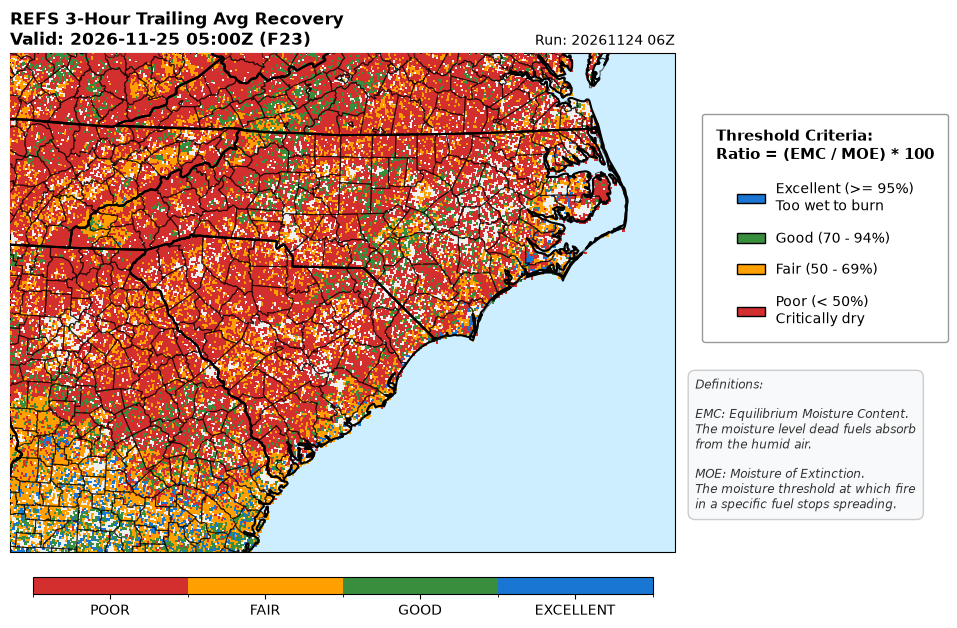 REFS 3-Hour Trailing Avg Recovery
Valid: 2026-11-25 05:00Z (F23)
Run: 20261124 06Z
Threshold Criteria:
Ratio = (EMC / MOE) * 100
Excellent (>= 95%)
Too wet to burn
Good (70 - 94%)
Fair (50 - 69%)
Poor (< 50%)
Critically dry
Definitions:
EMC: Equilibrium Moisture Content.
The moisture level dead fuels absorb
from the humid air.
MOE: Moisture of Extinction.
The moisture threshold at which fire
in a specific fuel stops spreading.
POOR FAIR GOOD EXCELLENT